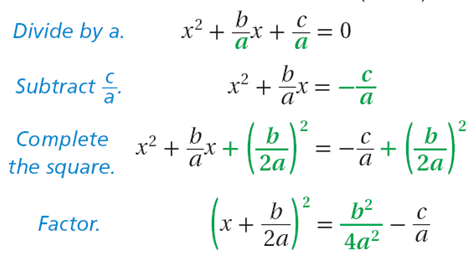 Divide by a. x² + b/a x + c/a = 0
Subtract c/a. x² + b/a x = −c/a
Complete the square. x² + b/a x + (b/2a)² = −c/a + (b/2a)²
Factor. (x + b/2a)² = b²/4a² − c/a